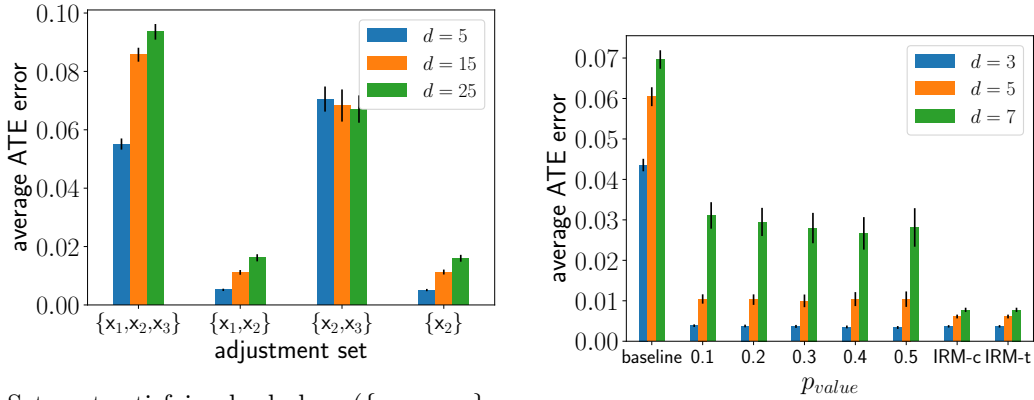 0.10
0.08
0.06
0.04
0.02
0.00
average ATE error
d = 5
d = 15
d = 25
{x1,x2,x3} {x1,x2} {x2,x3} {x2}
adjustment set
0.07
0.06
0.05
0.04
0.03
0.02
0.01
0.00
average ATE error
d = 3
d = 5
d = 7
baseline 0.1 0.2 0.3 0.4 0.5 IRM-c IRM-t
pvalue